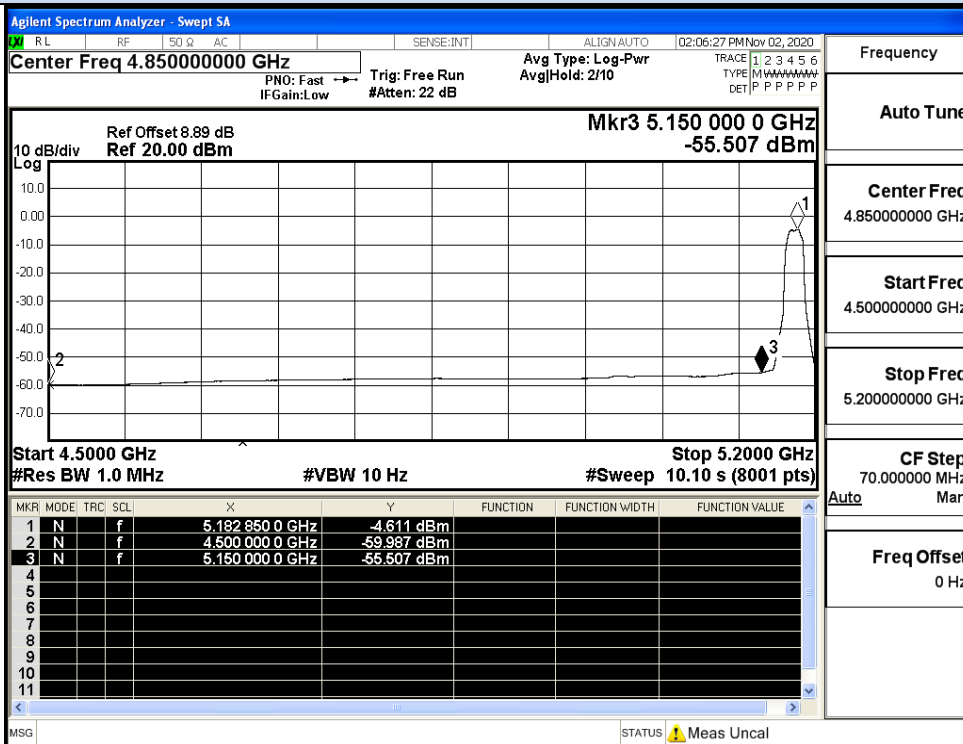 Agilent Spectrum Analyzer - Swept SA
LXI RL RF 50 Ω AC SENSE:INT ALIGN AUTO 02:06:27 PM Nov 02, 2020
Center Freq 4.850000000 GHz
PNO: Fast
IFGain:Low
Trig: Free Run
#Atten: 22 dB
Avg Type: Log-Pwr
Avg|Hold: 2/10
TRACE 1 2 3 4 5 6
TYPE M
DET P P P P P P
Mkr3 5.150 000 0 GHz
-55.507 dBm
Ref Offset 8.89 dB
10 dB/div Ref 20.00 dBm
Log
10.0
0.00
-10.0
-20.0
-30.0
-40.0
-50.0
-60.0
-70.0
1
2
3
Start 4.5000 GHz Stop 5.2000 GHz
#Res BW 1.0 MHz #VBW 10 Hz #Sweep 10.10 s (8001 pts)
MKR MODE TRC SCL X Y FUNCTION FUNCTION WIDTH FUNCTION VALUE
1 N f 5.182 850 0 GHz -4.611 dBm
2 N f 4.500 000 0 GHz -59.987 dBm
3 N f 5.150 000 0 GHz -55.507 dBm
4
5
6
7
8
9
10
11
MSG STATUS Meas Uncal
Frequency
Auto Tune
Center Freq
4.850000000 GHz
Start Freq
4.500000000 GHz
Stop Freq
5.200000000 GHz
CF Step
70.000000 MHz
Auto Man
Freq Offset
0 Hz